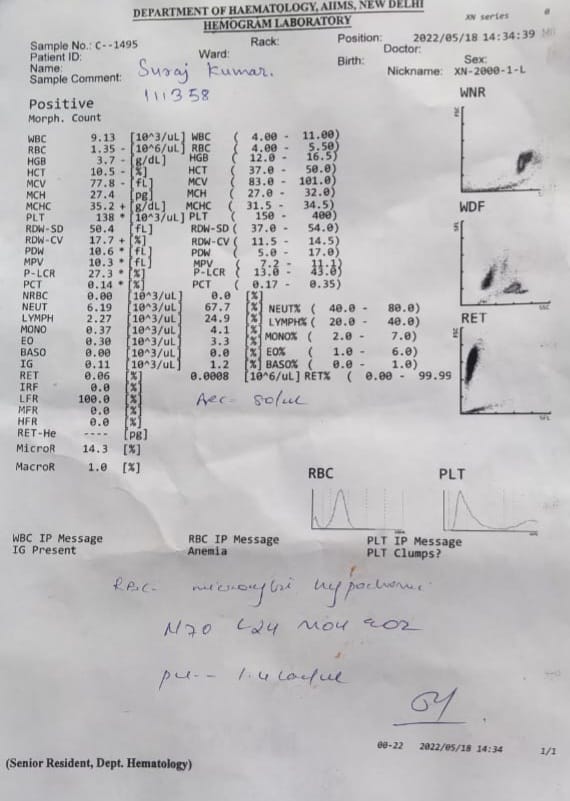 DEPARTMENT OF HAEMATOLOGY, AIIMS, NEW DELHI
HEMOGRAM LABORATORY
XN series
Sample No.: C--1495 Rack: Position: 2022/05/18 14:34:39
Patient ID: Ward: Doctor:
Name: Suraj Kumar. Birth: Sex:
Sample Comment: 111358 Nickname: XN-2000-1-L
Positive
Morph. Count
WNR
WBC 9.13 [10^3/uL] WBC ( 4.00 - 11.00)
RBC 1.35 - [10^6/uL] RBC ( 4.00 - 5.50)
HGB 3.7 - [g/dL] HGB ( 12.0 - 16.5)
HCT 10.5 - [%] HCT ( 37.0 - 50.0)
MCV 77.8 - [fL] MCV ( 83.0 - 101.0)
MCH 27.4 [pg] MCH ( 27.0 - 32.0)
MCHC 35.2 + [g/dL] MCHC ( 31.5 - 34.5)
PLT 138 * [10^3/uL] PLT ( 150 - 400)
RDW-SD 50.4 [fL] RDW-SD ( 37.0 - 54.0)
RDW-CV 17.7 + [%] RDW-CV ( 11.5 - 14.5)
PDW 10.6 * [fL] PDW ( 5.0 - 17.0)
MPV 10.3 * [fL] MPV ( 7.2 - 11.1)
P-LCR 27.3 * [%] P-LCR ( 13.0 - 43.0)
PCT 0.14 * [%] PCT ( 0.17 - 0.35)
WDF
NRBC 0.00 [10^3/uL] 0.0 [%]
NEUT 6.19 [10^3/uL] 67.7 [%] NEUT% ( 40.0 - 80.0)
LYMPH 2.27 [10^3/uL] 24.9 [%] LYMPH% ( 20.0 - 40.0)
MONO 0.37 [10^3/uL] 4.1 [%] MONO% ( 2.0 - 7.0)
EO 0.30 [10^3/uL] 3.3 [%] EO% ( 1.0 - 6.0)
BASO 0.00 [10^3/uL] 0.0 [%] BASO% ( 0.0 - 1.0)
IG 0.11 [10^3/uL] 1.2 [%]
RET 0.06 [%] 0.0008 [10^6/uL] RET% ( 0.00 - 99.99
RET
IRF 0.0 [%]
LFR 100.0 [%]
MFR 0.0 [%]
HFR 0.0 [%]
RET-He ---- [pg]
MicroR 14.3 [%]
MacroR 1.0 [%]
RBC PLT
WBC IP Message RBC IP Message PLT IP Message
IG Present Anemia PLT Clumps?
RBC- hypochromic
N70 L24 M04
00-22 2022/05/18 14:34 1/1
(Senior Resident, Dept. Hematology)